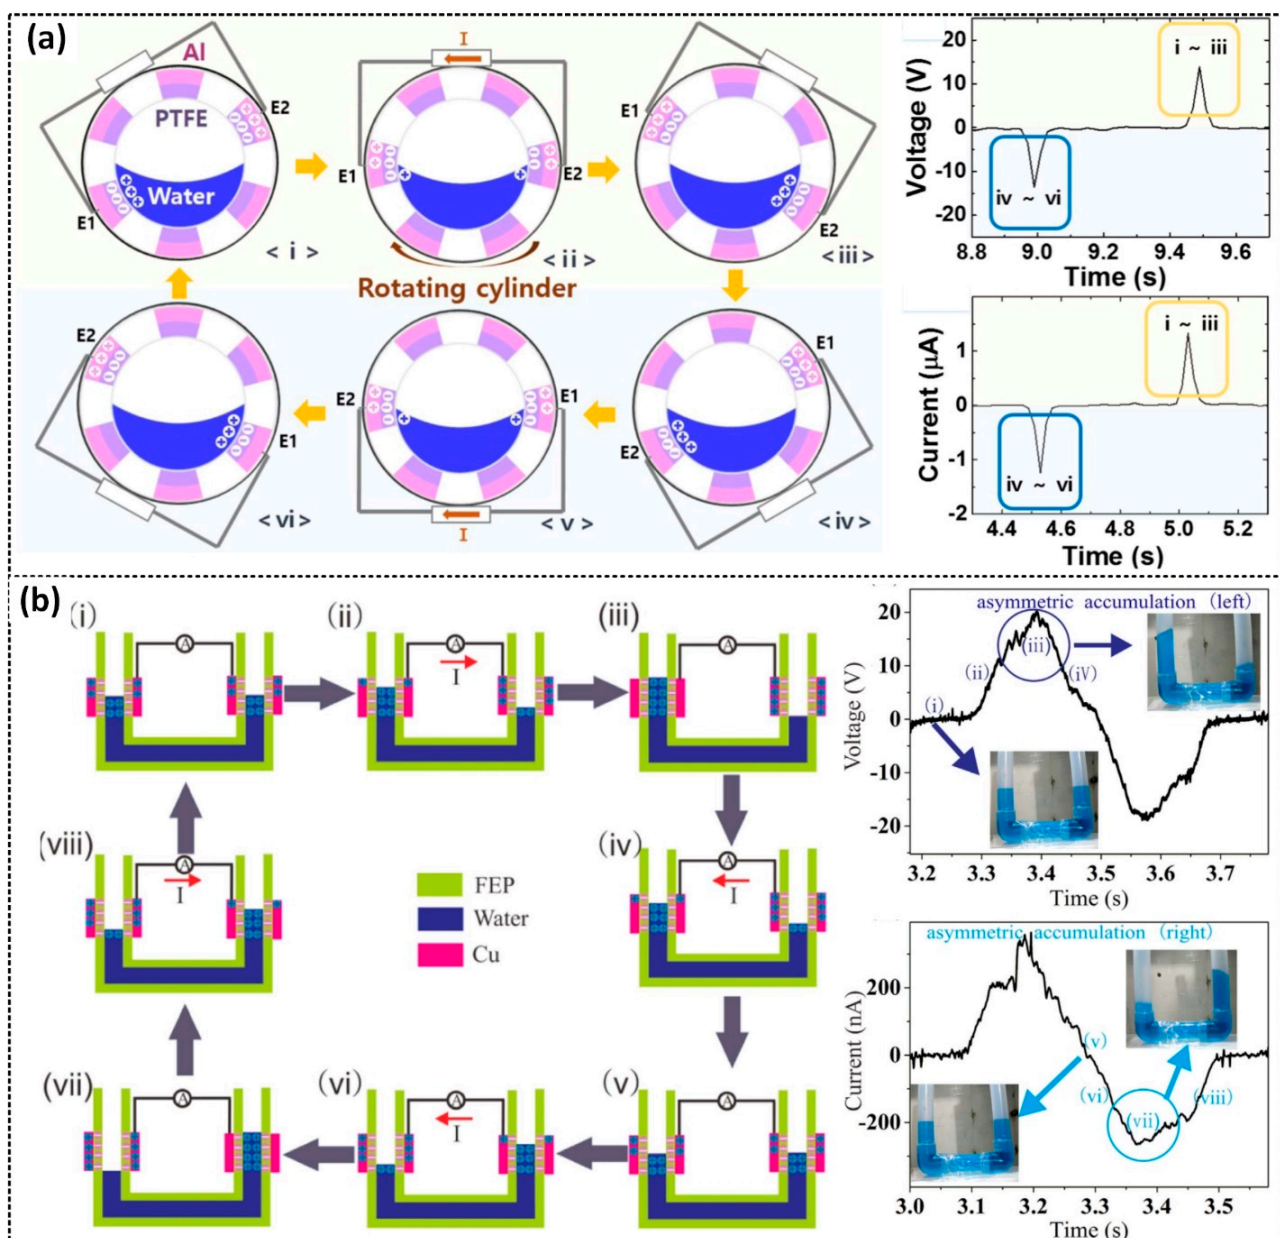 (a)
Al
PTFE
Water
E2
E1
< i >
I
E1
E2
< ii >
E1
E2
< iii >
Rotating cylinder
E2
E1
< vi >
E2
E1
I
< v >
E1
E2
< iv >
20
10
0
-10
-20
Voltage (V)
i ~ iii
iv ~ vi
8.8 9.0 9.2 9.4 9.6
Time (s)
1
0
-1
-2
Current (μA)
i ~ iii
iv ~ vi
4.4 4.6 4.8 5.0 5.2
Time (s)
(b)
(i)
A
(ii)
A
I
(iii)
A
(viii)
A
I
FEP
Water
Cu
(iv)
A
I
(vii)
A
(vi)
A
I
(v)
A
asymmetric accumulation (left)
20
10
0
-10
-20
Voltage (V)
(i)
(ii)
(iii)
(iV)
3.2 3.3 3.4 3.5 3.6 3.7
Time (s)
asymmetric accumulation (right)
200
0
-200
Current (nA)
(v)
(vi)
(vii)
(viii)
3.0 3.1 3.2 3.3 3.4 3.5
Time (s)